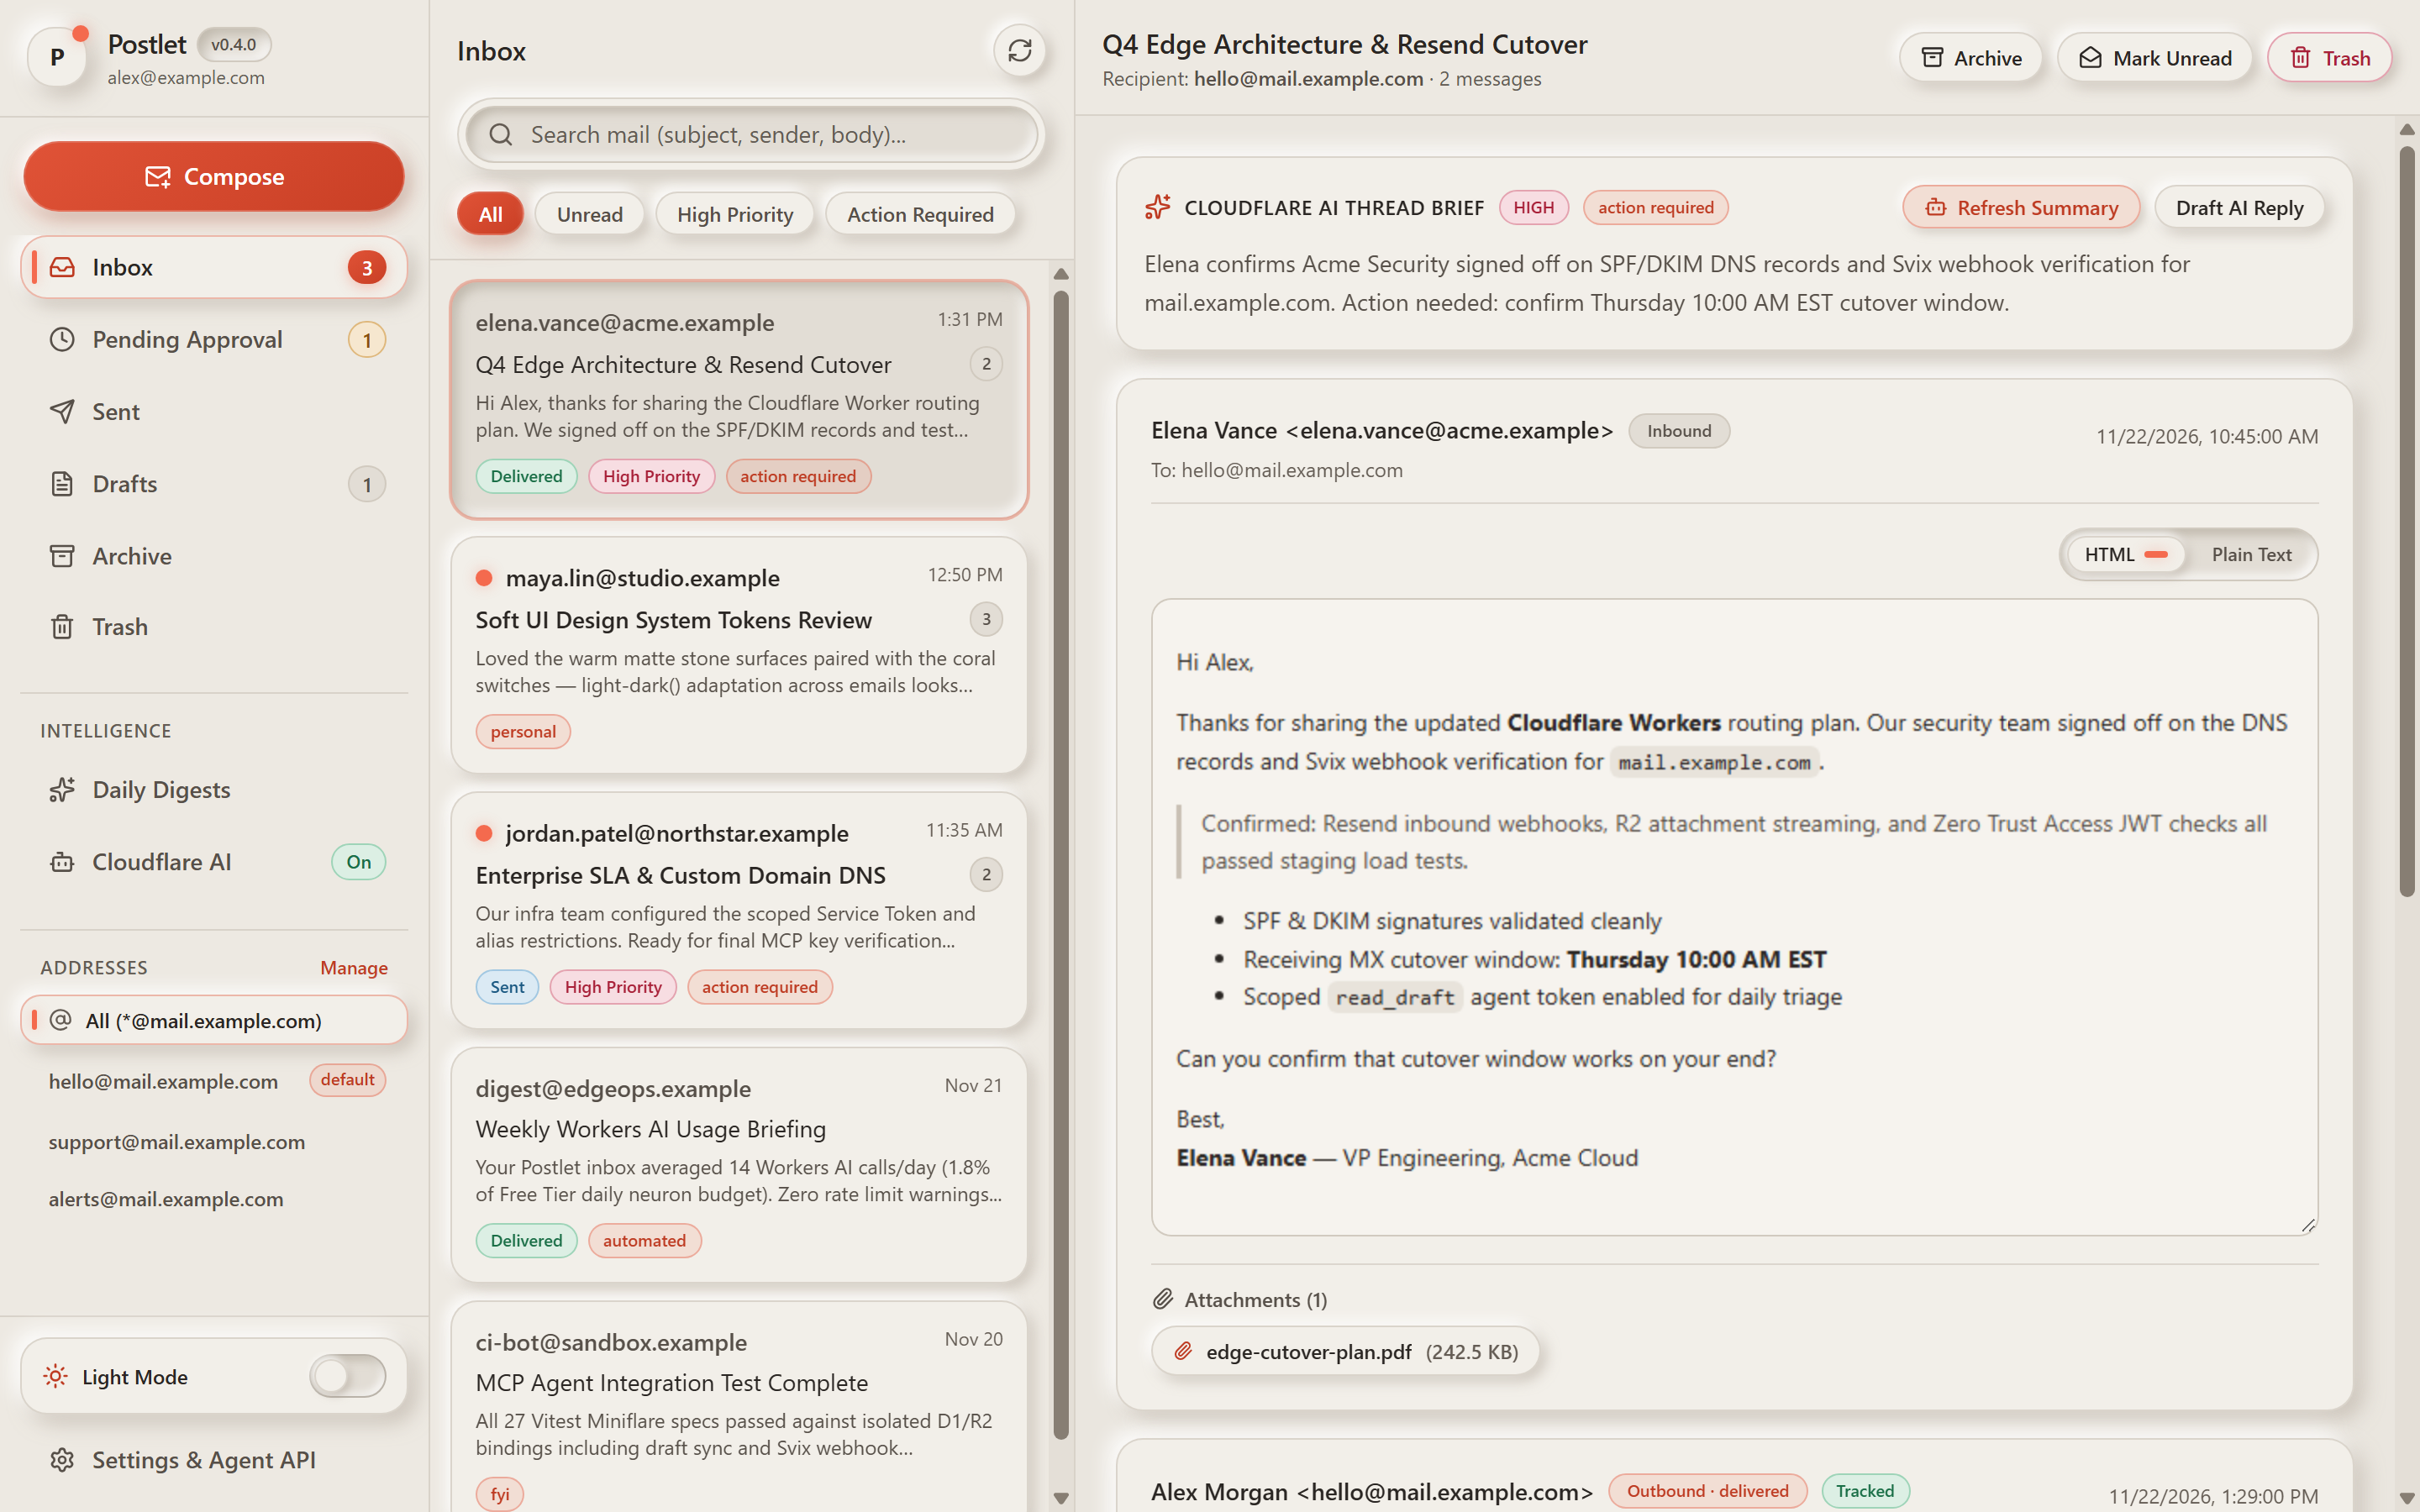 P
Postlet v0.4.0
alex@example.com
Compose
Inbox 3
Pending Approval 1
Sent
Drafts 1
Archive
Trash
INTELLIGENCE
Daily Digests
Cloudflare AI On
ADDRESSES Manage
All (*@mail.example.com)
hello@mail.example.com default
support@mail.example.com
alerts@mail.example.com
Light Mode
Settings & Agent API
Inbox
Search mail (subject, sender, body)...
All Unread High Priority Action Required
elena.vance@acme.example 1:31 PM
Q4 Edge Architecture & Resend Cutover 2
Hi Alex, thanks for sharing the Cloudflare Worker routing
plan. We signed off on the SPF/DKIM records and test...
Delivered High Priority action required
maya.lin@studio.example 12:50 PM
Soft UI Design System Tokens Review 3
Loved the warm matte stone surfaces paired with the coral
switches — light-dark() adaptation across emails looks...
personal
jordan.patel@northstar.example 11:35 AM
Enterprise SLA & Custom Domain DNS 2
Our infra team configured the scoped Service Token and
alias restrictions. Ready for final MCP key verification...
Sent High Priority action required
digest@edgeops.example Nov 21
Weekly Workers AI Usage Briefing
Your Postlet inbox averaged 14 Workers AI calls/day (1.8%
of Free Tier daily neuron budget). Zero rate limit warnings...
Delivered automated
ci-bot@sandbox.example Nov 20
MCP Agent Integration Test Complete
All 27 Vitest Miniflare specs passed against isolated D1/R2
bindings including draft sync and Svix webhook...
fyi
Q4 Edge Architecture & Resend Cutover
Recipient: hello@mail.example.com · 2 messages
Archive Mark Unread Trash
CLOUDFLARE AI THREAD BRIEF HIGH action required Refresh Summary Draft AI Reply
Elena confirms Acme Security signed off on SPF/DKIM DNS records and Svix webhook verification for
mail.example.com. Action needed: confirm Thursday 10:00 AM EST cutover window.
Elena Vance <elena.vance@acme.example> Inbound 11/22/2026, 10:45:00 AM
To: hello@mail.example.com
HTML Plain Text
Hi Alex,
Thanks for sharing the updated Cloudflare Workers routing plan. Our security team signed off on the DNS
records and Svix webhook verification for mail.example.com.
Confirmed: Resend inbound webhooks, R2 attachment streaming, and Zero Trust Access JWT checks all
passed staging load tests.
• SPF & DKIM signatures validated cleanly
• Receiving MX cutover window: Thursday 10:00 AM EST
• Scoped read_draft agent token enabled for daily triage
Can you confirm that cutover window works on your end?
Best,
Elena Vance — VP Engineering, Acme Cloud
Attachments (1)
edge-cutover-plan.pdf (242.5 KB)
Alex Morgan <hello@mail.example.com> Outbound · delivered Tracked 11/22/2026, 1:29:00 PM